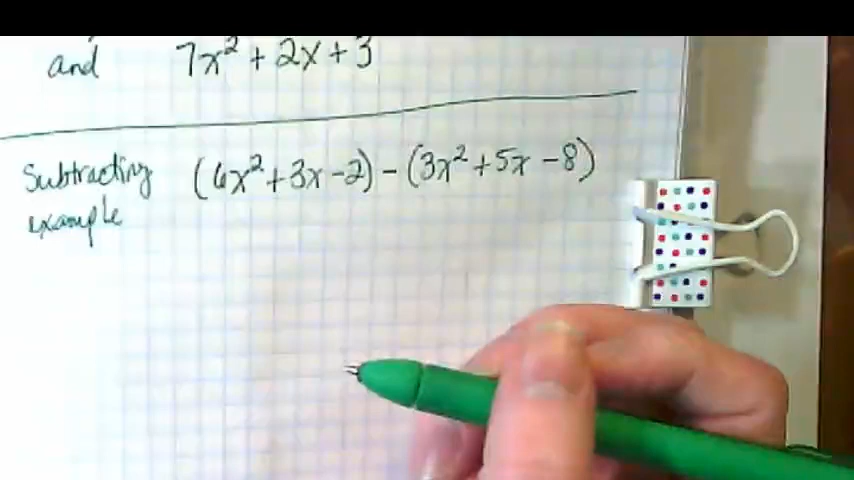 and 7x² + 2x + 3
Subtracting (6x² + 3x - 2) - (3x² + 5x - 8)
example